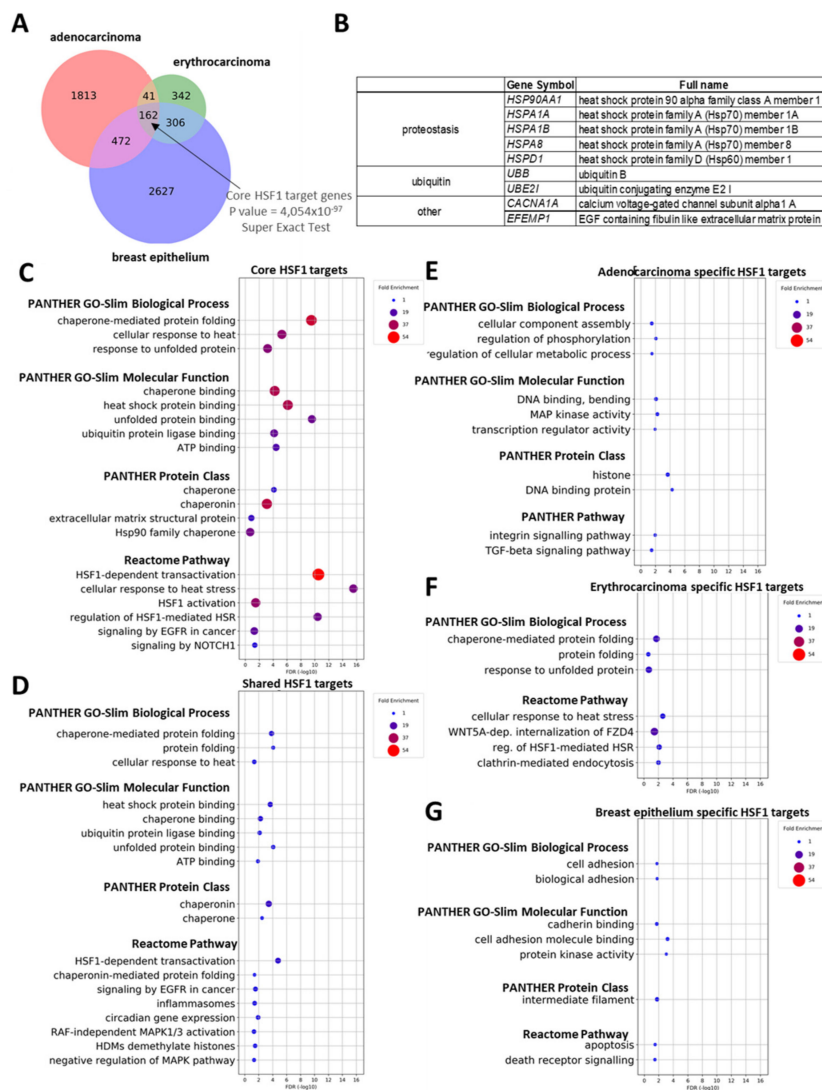 A
adenocarcinoma
erythrocarcinoma
1813
41
342
162
306
472
2627
Core HSF1 target genes
P value = 4,054x10-97
Super Exact Test
breast epithelium
B
Gene Symbol Full name
proteostasis
HSP90AA1 heat shock protein 90 alpha family class A member 1
HSPA1A heat shock protein family A (Hsp70) member 1A
HSPA1B heat shock protein family A (Hsp70) member 1B
HSPA8 heat shock protein family A (Hsp70) member 8
HSPD1 heat shock protein family D (Hsp60) member 1
ubiquitin
UBB ubiquitin B
UBE2I ubiquitin conjugating enzyme E2 I
other
CACNA1A calcium voltage-gated channel subunit alpha1 A
EFEMP1 EGF containing fibulin like extracellular matrix protein
C
Core HSF1 targets
PANTHER GO-Slim Biological Process
chaperone-mediated protein folding
cellular response to heat
response to unfolded protein
PANTHER GO-Slim Molecular Function
chaperone binding
heat shock protein binding
unfolded protein binding
ubiquitin protein ligase binding
ATP binding
PANTHER Protein Class
chaperone
chaperonin
extracellular matrix structural protein
Hsp90 family chaperone
Reactome Pathway
HSF1-dependent transactivation
cellular response to heat stress
HSF1 activation
regulation of HSF1-mediated HSR
signaling by EGFR in cancer
signaling by NOTCH1
0 2 4 6 8 10 12 14 16
FDR (-log10)
Fold Enrichment
1
19
37
54
D
Shared HSF1 targets
PANTHER GO-Slim Biological Process
chaperone-mediated protein folding
protein folding
cellular response to heat
PANTHER GO-Slim Molecular Function
heat shock protein binding
chaperone binding
ubiquitin protein ligase binding
unfolded protein binding
ATP binding
PANTHER Protein Class
chaperonin
chaperone
Reactome Pathway
HSF1-dependent transactivation
chaperonin-mediated protein folding
signaling by EGFR in cancer
inflammasomes
circadian gene expression
RAF-independent MAPK1/3 activation
HDMs demethylate histones
negative regulation of MAPK pathway
0 2 4 6 8 10 12 14 16
FDR (-log10)
Fold Enrichment
1
19
37
54
E
Adenocarcinoma specific HSF1 targets
PANTHER GO-Slim Biological Process
cellular component assembly
regulation of phosphorylation
regulation of cellular metabolic process
PANTHER GO-Slim Molecular Function
DNA binding, bending
MAP kinase activity
transcription regulator activity
PANTHER Protein Class
histone
DNA binding protein
PANTHER Pathway
integrin signalling pathway
TGF-beta signaling pathway
0 2 4 6 8 10 12 14 16
FDR (-log10)
Fold Enrichment
1
19
37
54
F
Erythrocarcinoma specific HSF1 targets
PANTHER GO-Slim Biological Process
chaperone-mediated protein folding
protein folding
response to unfolded protein
Reactome Pathway
cellular response to heat stress
WNT5A-dep. internalization of FZD4
reg. of HSF1-mediated HSR
clathrin-mediated endocytosis
0 2 4 6 8 10 12 14 16
FDR (-log10)
Fold Enrichment
1
19
37
54
G
Breast epithelium specific HSF1 targets
PANTHER GO-Slim Biological Process
cell adhesion
biological adhesion
PANTHER GO-Slim Molecular Function
cadherin binding
cell adhesion molecule binding
protein kinase activity
PANTHER Protein Class
intermediate filament
Reactome Pathway
apoptosis
death receptor signalling
0 2 4 6 8 10 12 14 16
FDR (-log10)
Fold Enrichment
1
19
37
54